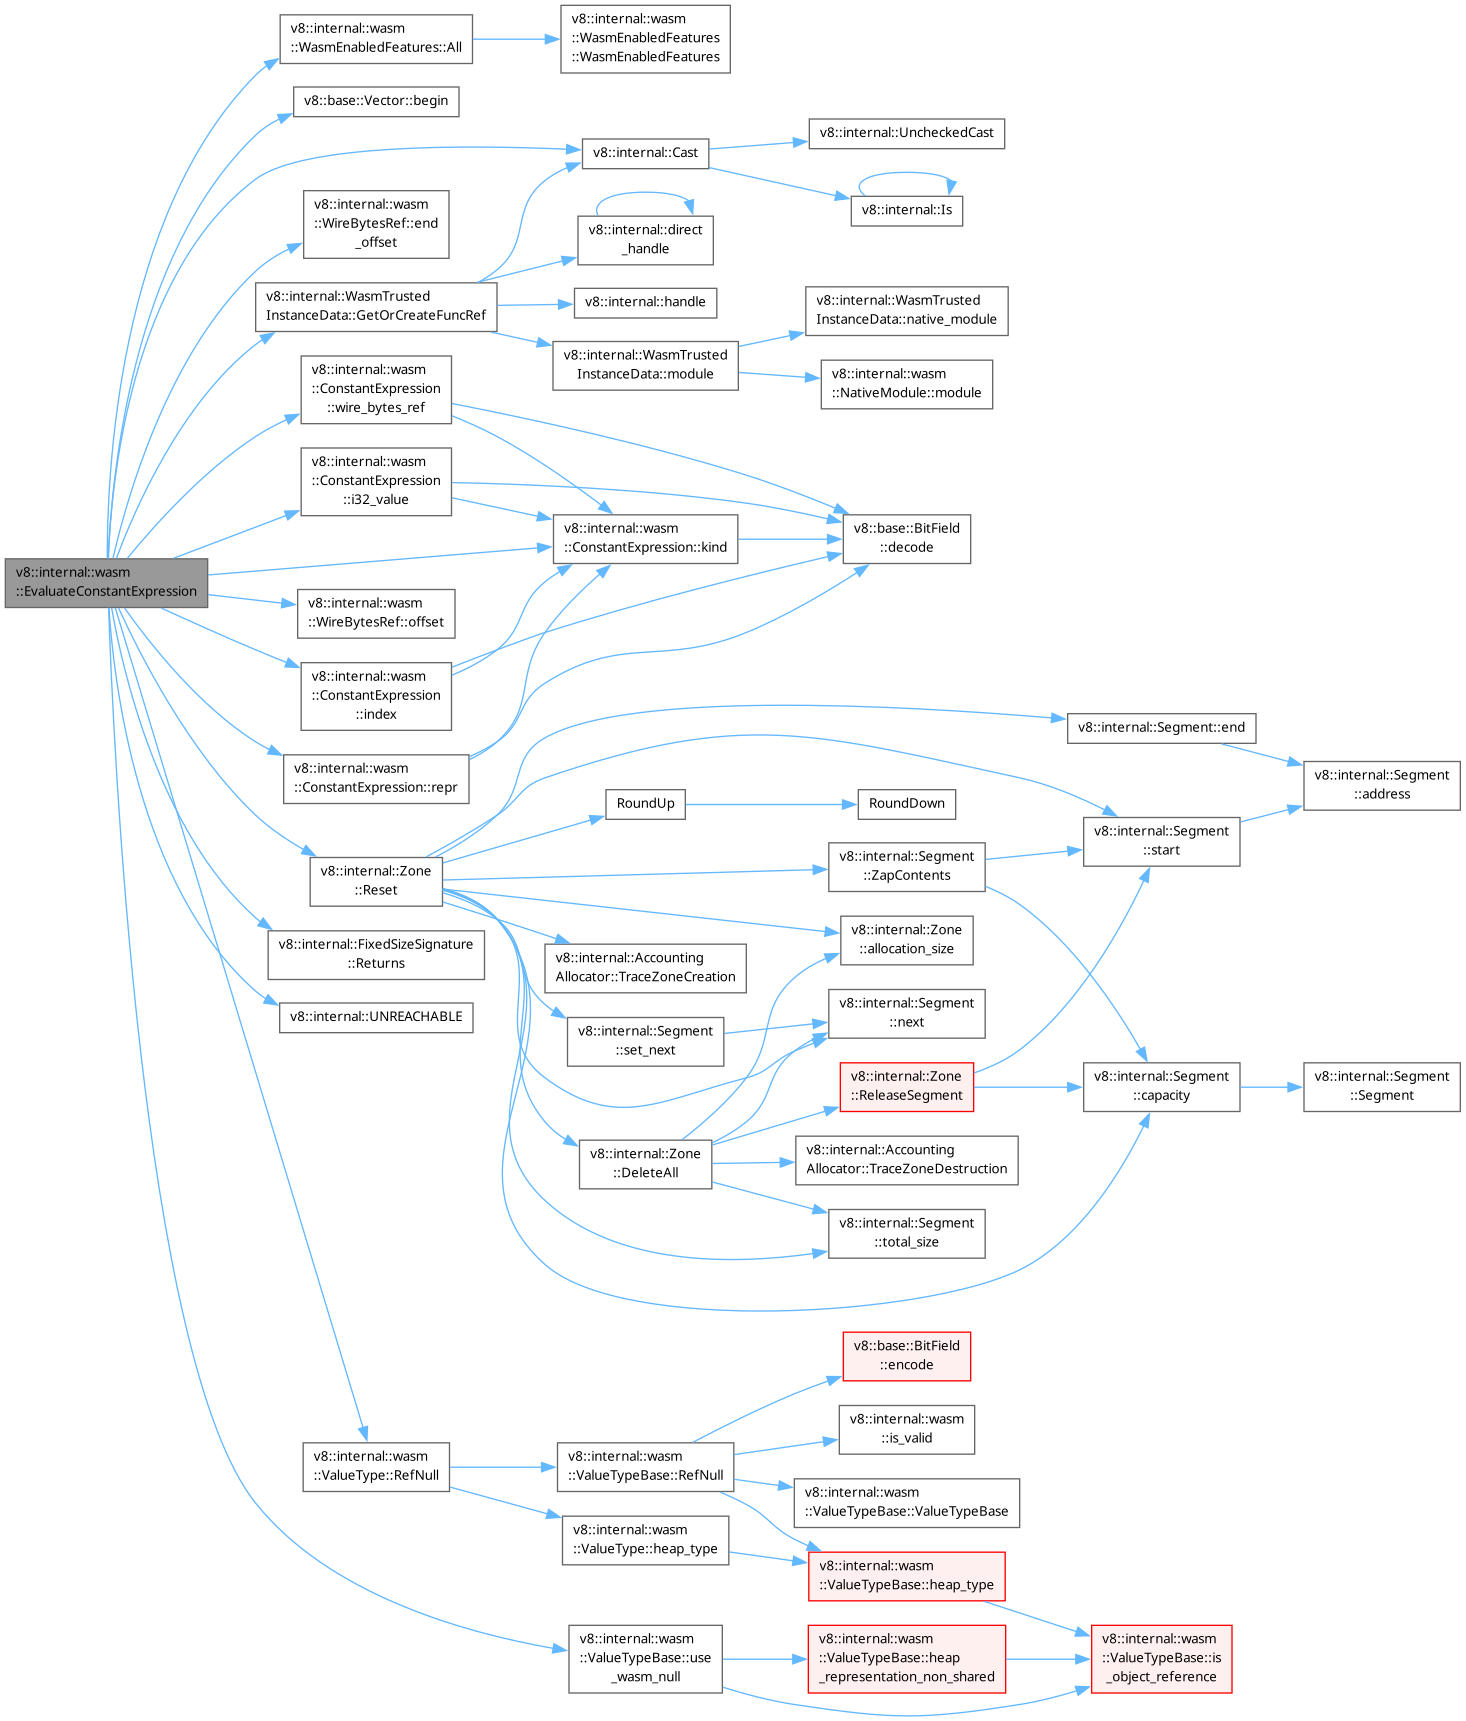 v8::internal::wasm
::EvaluateConstantExpression
v8::internal::wasm
::WasmEnabledFeatures::All
v8::internal::wasm
::WasmEnabledFeatures
::WasmEnabledFeatures
v8::base::Vector::begin
v8::internal::Cast
v8::internal::UncheckedCast
v8::internal::Is
v8::internal::wasm
::WireBytesRef::end
_offset
v8::internal::direct
_handle
v8::internal::WasmTrusted
InstanceData::GetOrCreateFuncRef
v8::internal::handle
v8::internal::WasmTrusted
InstanceData::module
v8::internal::WasmTrusted
InstanceData::native_module
v8::internal::wasm
::NativeModule::module
v8::internal::wasm
::ConstantExpression
::wire_bytes_ref
v8::internal::wasm
::ConstantExpression
::i32_value
v8::internal::wasm
::ConstantExpression::kind
v8::base::BitField
::decode
v8::internal::wasm
::WireBytesRef::offset
v8::internal::wasm
::ConstantExpression
::index
v8::internal::wasm
::ConstantExpression::repr
v8::internal::Segment::end
v8::internal::Segment
::address
RoundUp
RoundDown
v8::internal::Segment
::start
v8::internal::Zone
::Reset
v8::internal::Segment
::ZapContents
v8::internal::FixedSizeSignature
::Returns
v8::internal::Accounting
Allocator::TraceZoneCreation
v8::internal::Zone
::allocation_size
v8::internal::UNREACHABLE
v8::internal::Segment
::set_next
v8::internal::Segment
::next
v8::internal::Zone
::ReleaseSegment
v8::internal::Segment
::capacity
v8::internal::Segment
::Segment
v8::internal::Zone
::DeleteAll
v8::internal::Accounting
Allocator::TraceZoneDestruction
v8::internal::Segment
::total_size
v8::base::BitField
::encode
v8::internal::wasm
::is_valid
v8::internal::wasm
::ValueType::RefNull
v8::internal::wasm
::ValueTypeBase::RefNull
v8::internal::wasm
::ValueTypeBase::ValueTypeBase
v8::internal::wasm
::ValueType::heap_type
v8::internal::wasm
::ValueTypeBase::heap_type
v8::internal::wasm
::ValueTypeBase::use
_wasm_null
v8::internal::wasm
::ValueTypeBase::heap
_representation_non_shared
v8::internal::wasm
::ValueTypeBase::is
_object_reference